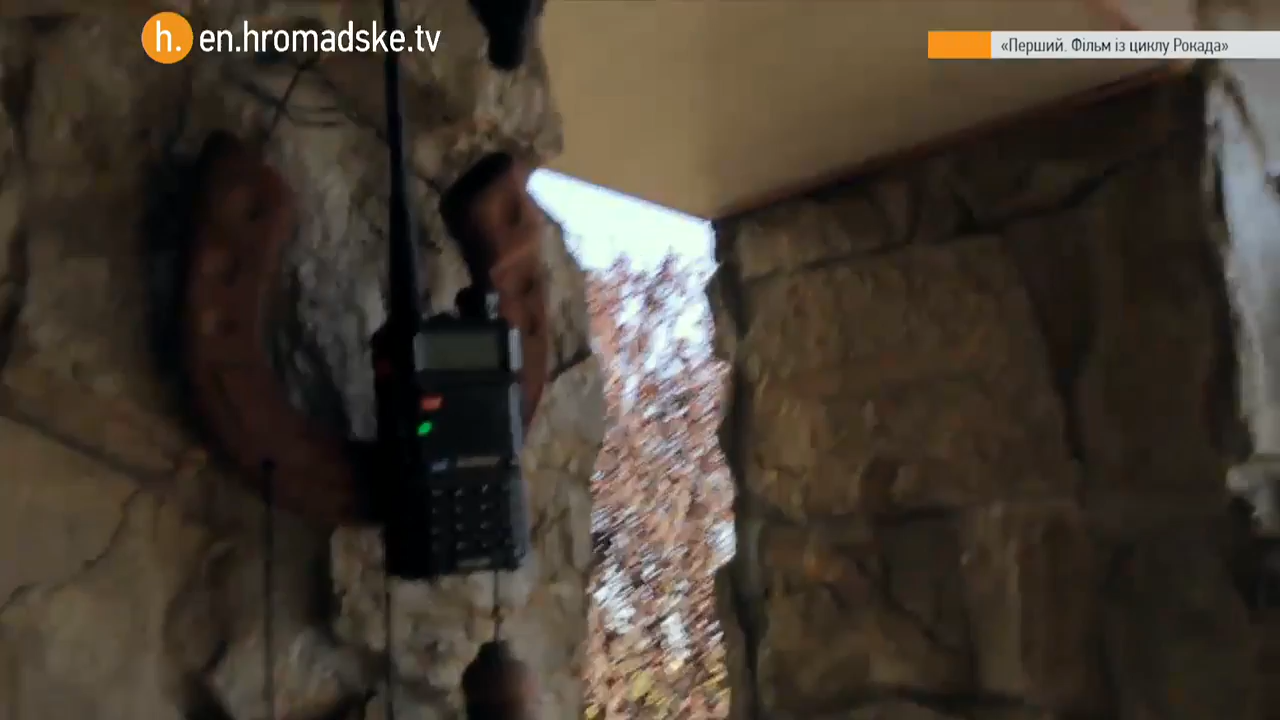 h. en.hromadske.tv
«Перший. Фільм із циклу Рокада»